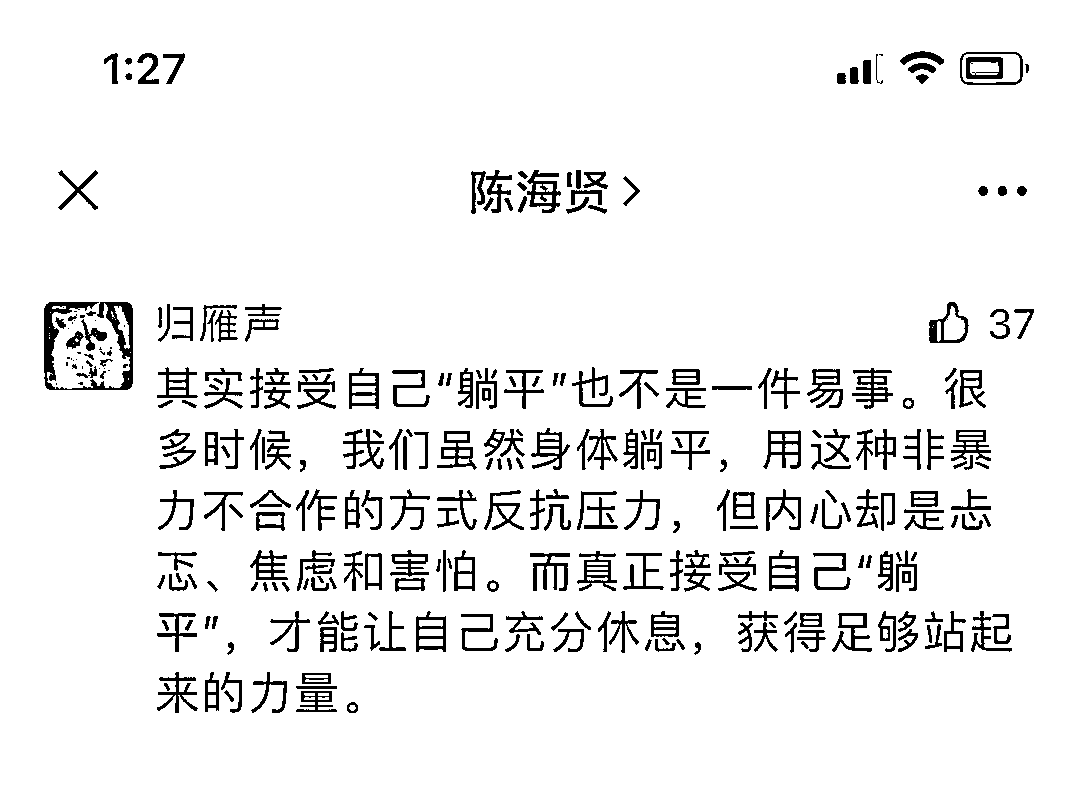 1:27
陈海贤
归雁声 37
其实接受自己“躺平”也不是一件易事。很
多时候，我们虽然身体躺平，用这种非暴
力不合作的方式反抗压力，但内心却是忐
忑、焦虑和害怕。而真正接受自己“躺
平”，才能让自己充分休息，获得足够站起
来的力量。